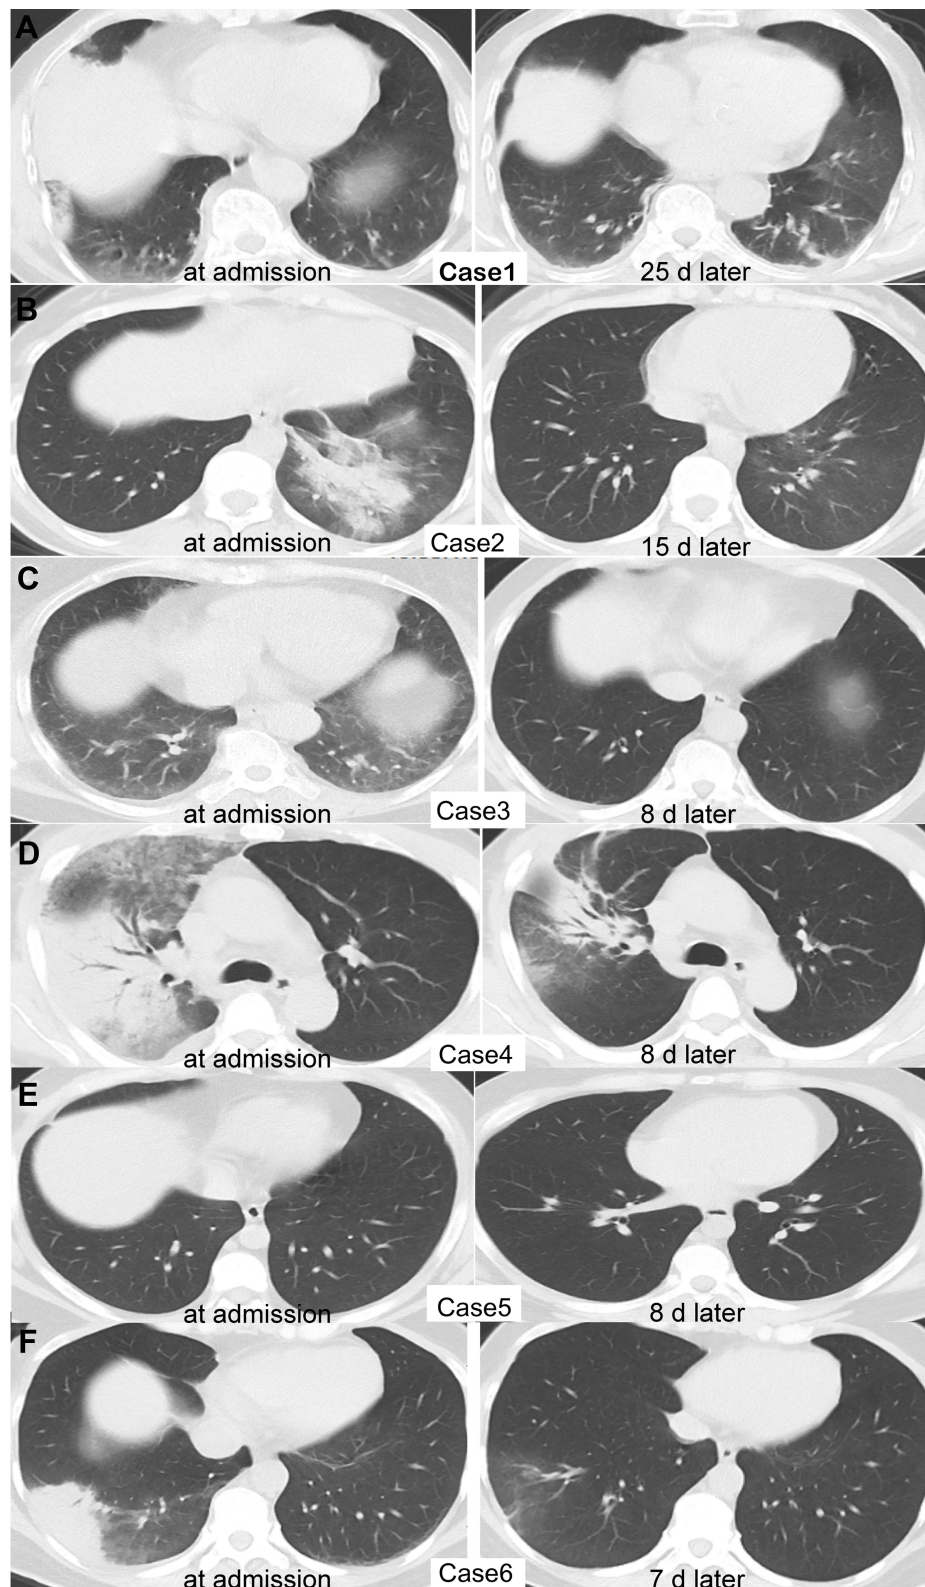 A
at admission
Case1
25 d later
B
at admission
Case2
15 d later
C
at admission
Case3
8 d later
D
at admission
Case4
8 d later
E
at admission
Case5
8 d later
F
at admission
Case6
7 d later